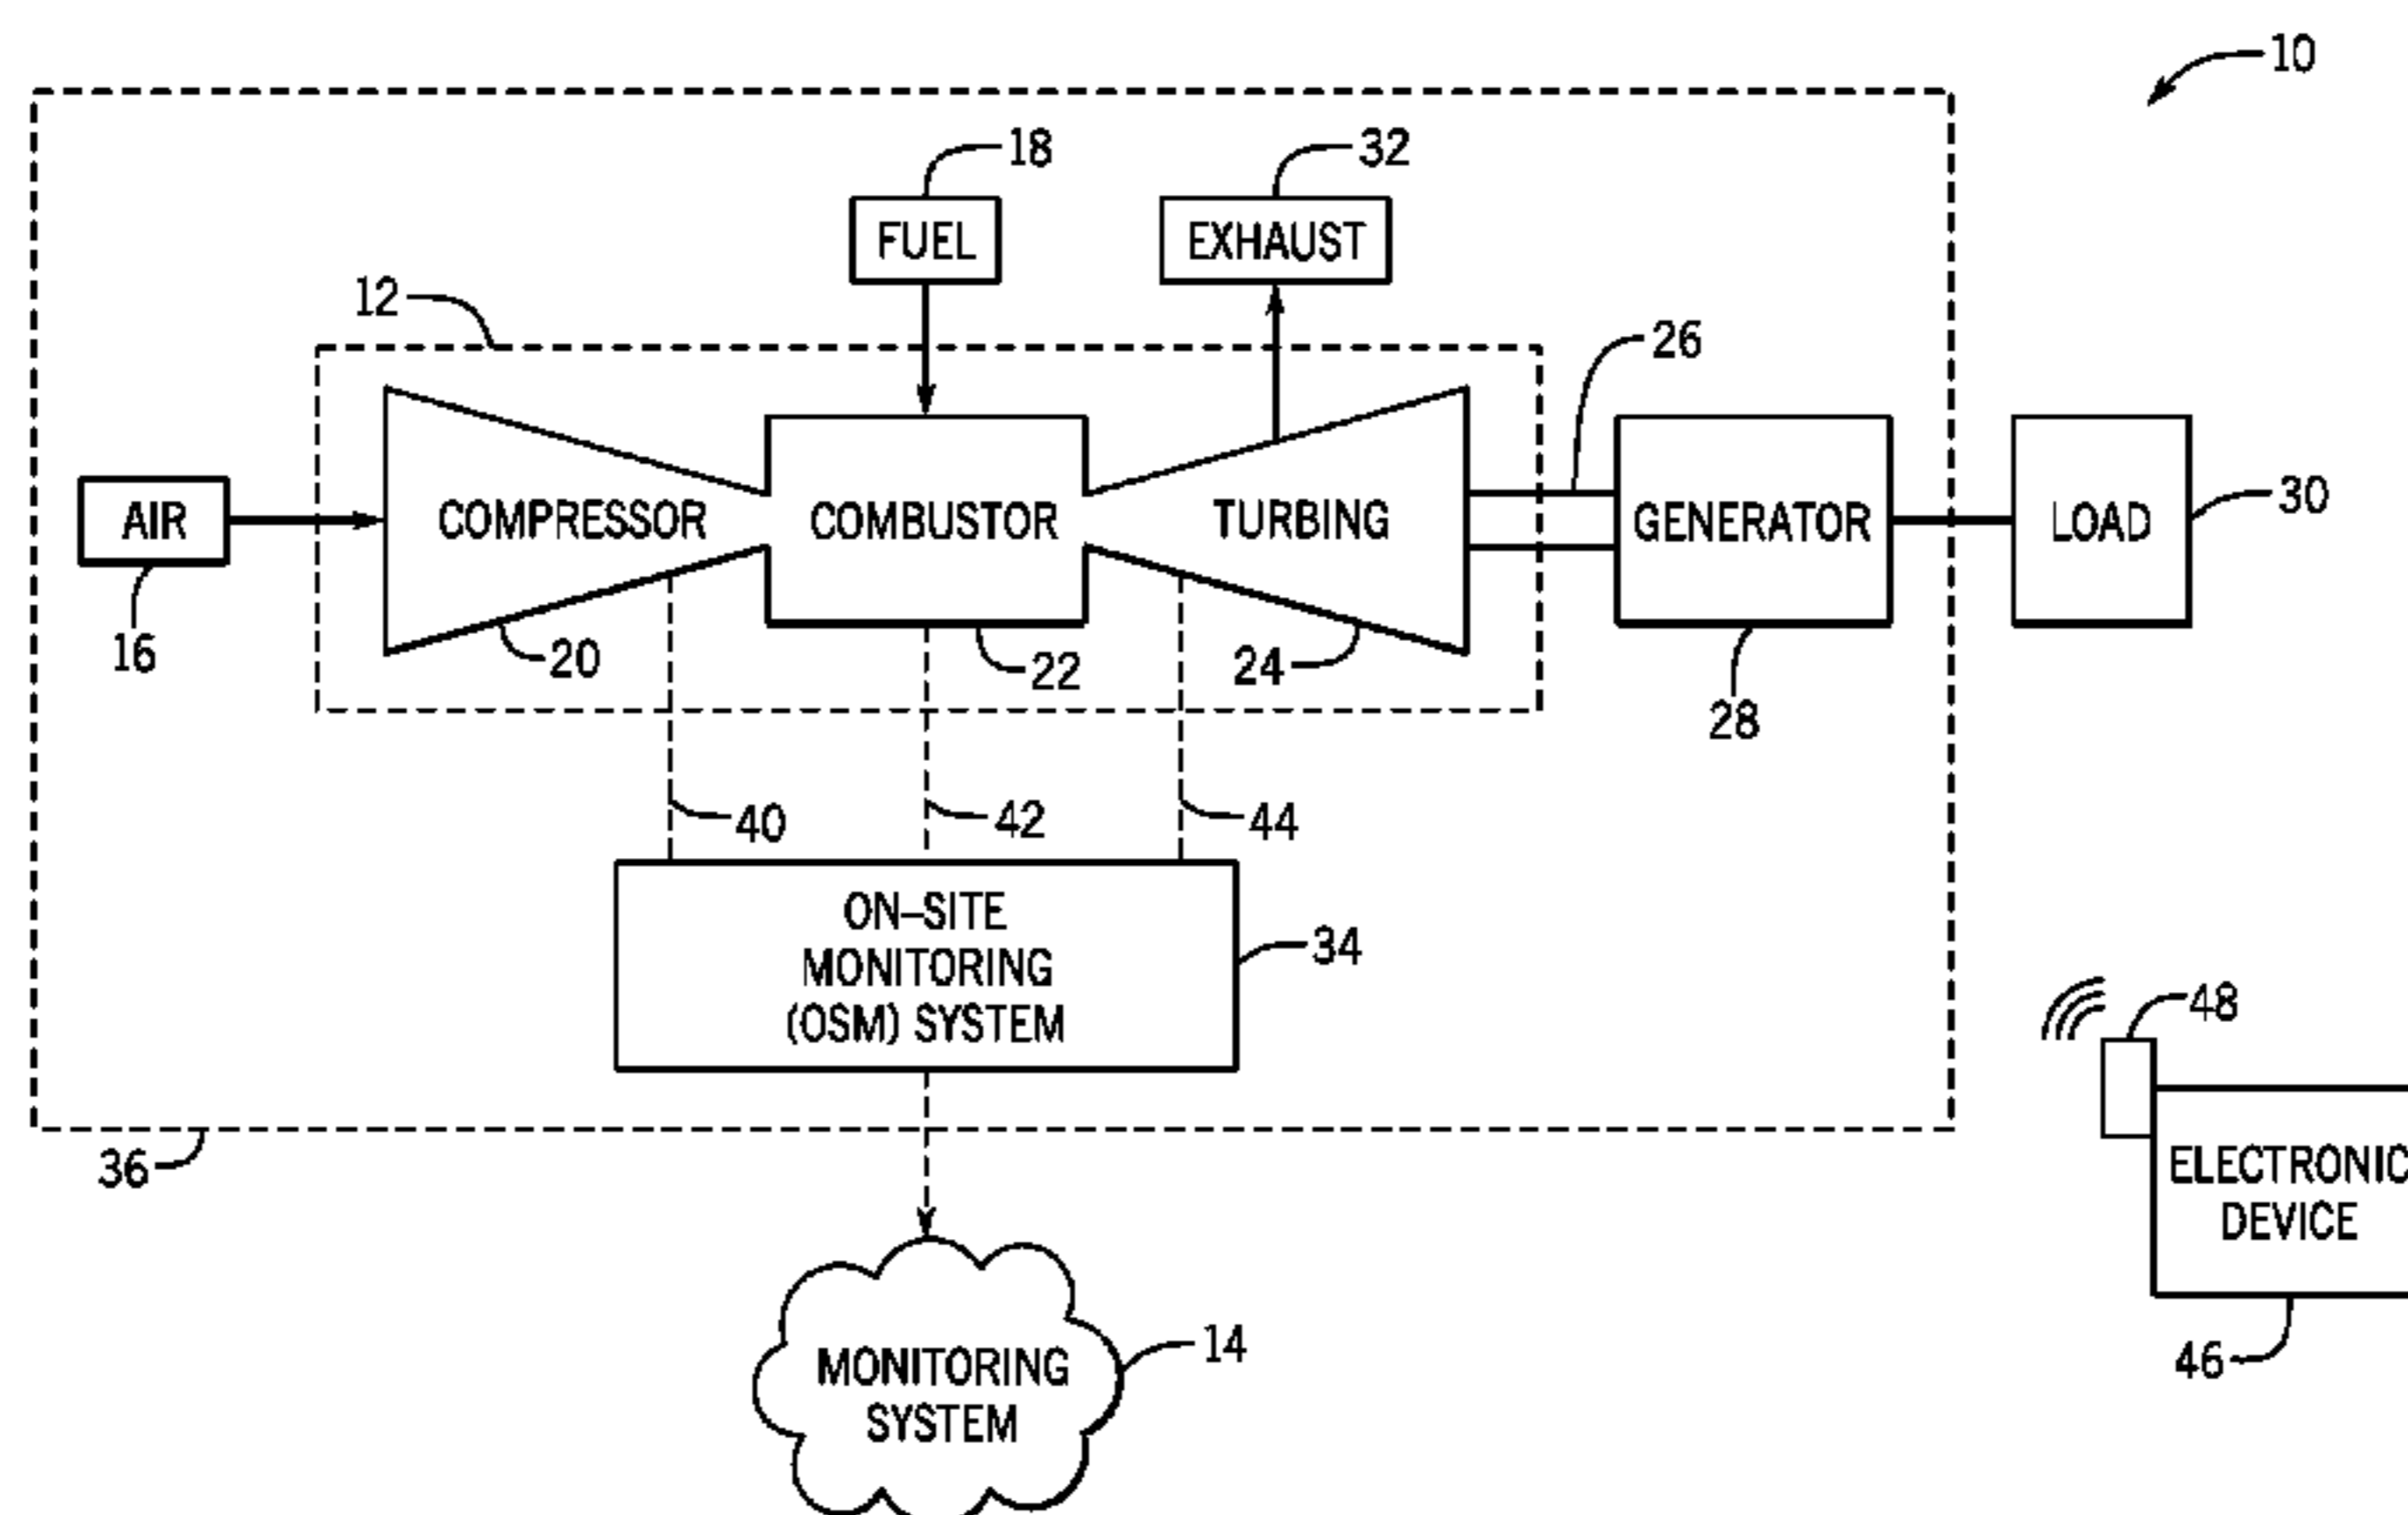 10
18
32
FUEL
EXHAUST
12
26
AIR
COMPRESSOR
COMBUSTOR
TURBING
GENERATOR
LOAD
30
16
20
22
24
28
40
42
44
ON-SITE
MONITORING
(OSM) SYSTEM
34
48
36
ELECTRONIC
DEVICE
MONITORING
SYSTEM
14
46